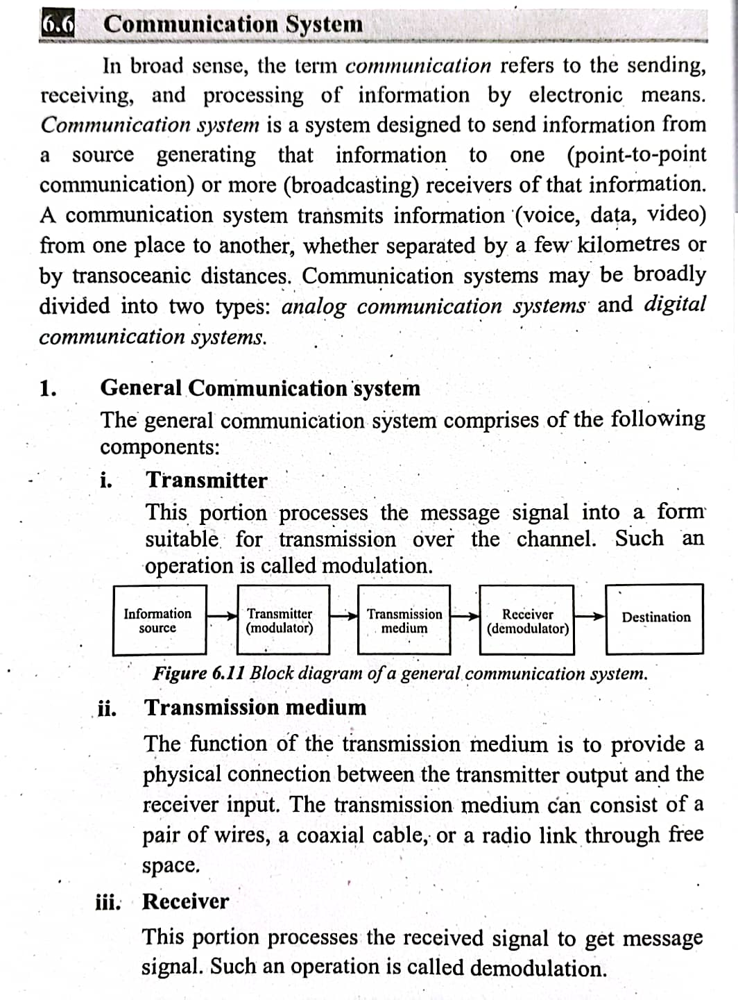 6.6 Communication System
In broad sense, the term communication refers to the sending,
receiving, and processing of information by electronic means.
Communication system is a system designed to send information from
a source generating that information to one (point-to-point
communication) or more (broadcasting) receivers of that information.
A communication system transmits information (voice, data, video)
from one place to another, whether separated by a few kilometres or
by transoceanic distances. Communication systems may be broadly
divided into two types: analog communication systems and digital
communication systems.
1. General Communication system
The general communication system comprises of the following
components:
i. Transmitter
This portion processes the message signal into a form
suitable for transmission over the channel. Such an
operation is called modulation.
Information
source
Transmitter
(modulator)
Transmission
medium
Receiver
(demodulator)
Destination
Figure 6.11 Block diagram of a general communication system.
ii. Transmission medium
The function of the transmission medium is to provide a
physical connection between the transmitter output and the
receiver input. The transmission medium can consist of a
pair of wires, a coaxial cable, or a radio link through free
space.
iii. Receiver
This portion processes the received signal to get message
signal. Such an operation is called demodulation.